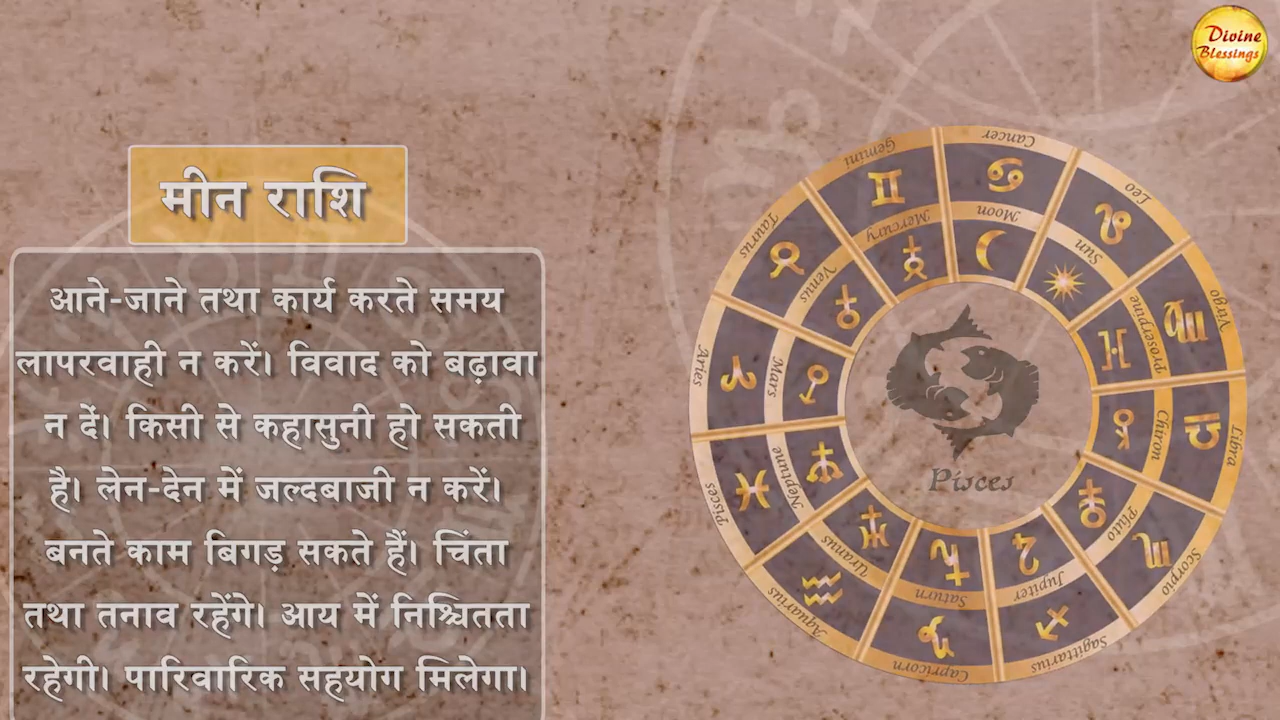 Divine
Blessings
मीन राशि
आने-जाने तथा कार्य करते समय
लापरवाही न करें। विवाद को बढ़ावा
न दें। किसी से कहासुनी हो सकती
है। लेन-देन में जल्दबाजी न करें।
बनते काम बिगड़ सकते हैं। चिंता
तथा तनाव रहेंगे। आय में निश्चितता
रहेगी। पारिवारिक सहयोग मिलेगा।
Gemini
Cancer
Leo
Taurus
Mercury
Moon
Sun
Virgo
Venus
Proserpine
Aries
Mars
Chiron
Libra
Pisces
Neptune
Pisces
Pluto
Uranus
Saturn
Jupiter
Scorpio
Aquarius
Capricorn
Sagittarius